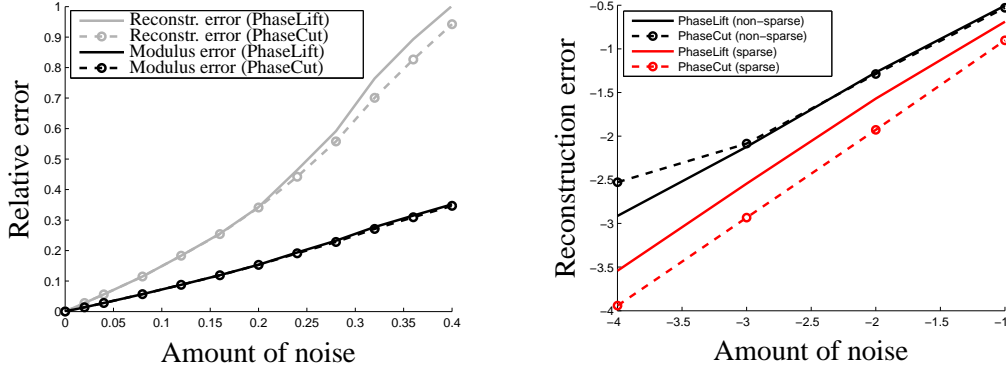 Reconstr. error (PhaseLift)
Reconstr. error (PhaseCut)
Modulus error (PhaseLift)
Modulus error (PhaseCut)
1
0.9
0.8
0.7
0.6
0.5
0.4
0.3
0.2
0.1
0
Relative error
0 0.05 0.1 0.15 0.2 0.25 0.3 0.35 0.4
Amount of noise
PhaseLift (non−sparse)
PhaseCut (non−sparse)
PhaseLift (sparse)
PhaseCut (sparse)
−0.5
−1
−1.5
−2
−2.5
−3
−3.5
−4
Reconstruction error
−4 −3.5 −3 −2.5 −2 −1.5 −1
Amount of noise